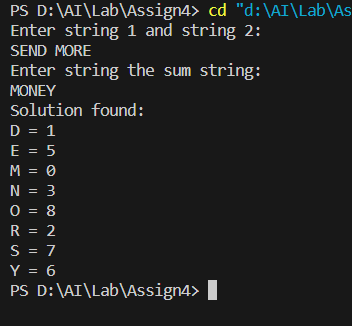 PS D:\AI\Lab\Assign4> cd "d:\AI\Lab\As
Enter string 1 and string 2:
SEND MORE
Enter string the sum string:
MONEY
Solution found:
D = 1
E = 5
M = 0
N = 3
O = 8
R = 2
S = 7
Y = 6
PS D:\AI\Lab\Assign4>